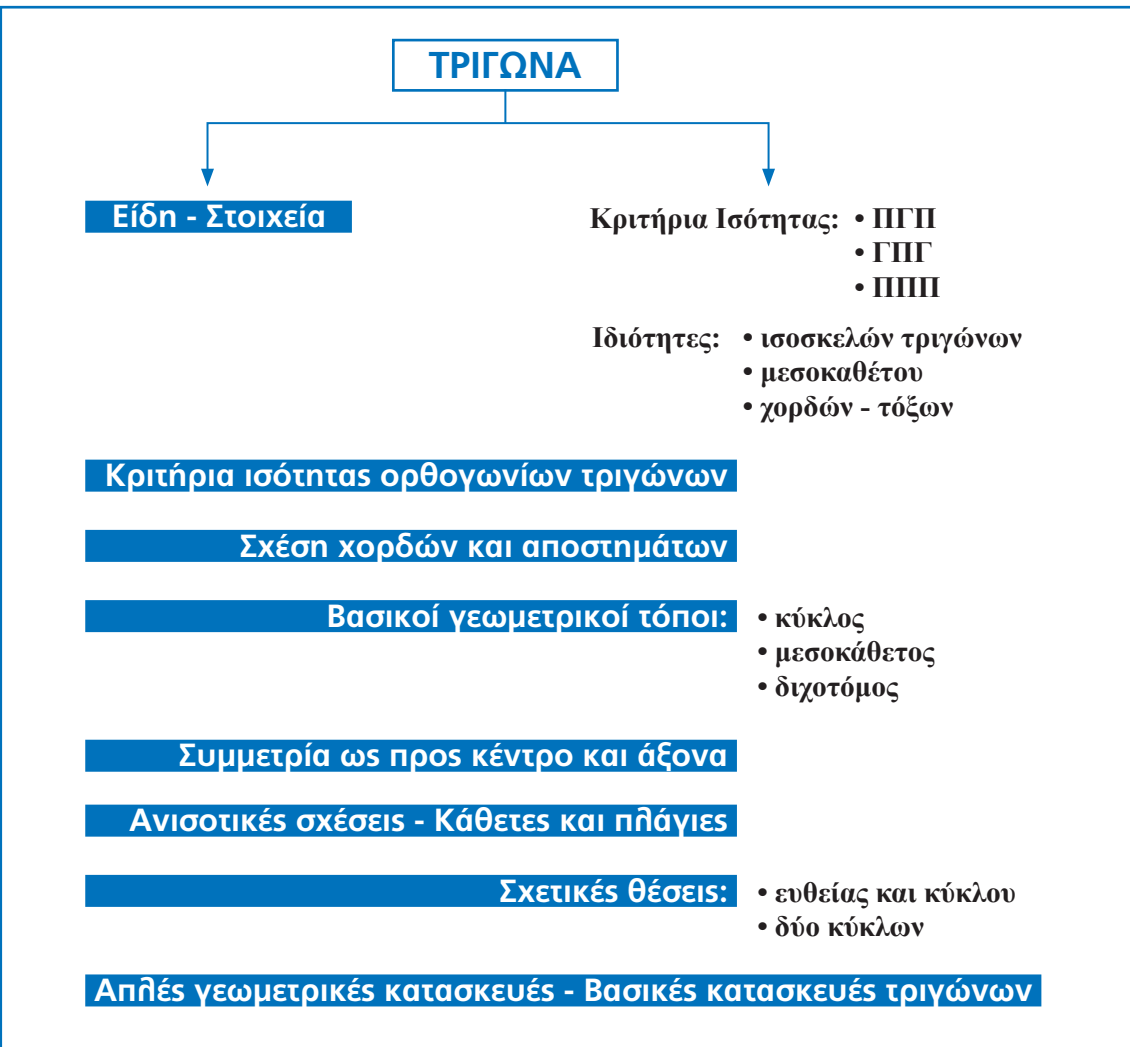 ΤΡΙΓΩΝΑ
Είδη - Στοιχεία
Κριτήρια Ισότητας: • ΠΓΠ
• ΓΠΓ
• ΠΠΠ
Ιδιότητες: • ισοσκελών τριγώνων
• μεσοκαθέτου
• χορδών - τόξων
Κριτήρια ισότητας ορθογωνίων τριγώνων
Σχέση χορδών και αποστημάτων
Βασικοί γεωμετρικοί τόποι: • κύκλος
• μεσοκάθετος
• διχοτόμος
Συμμετρία ως προς κέντρο και άξονα
Ανισοτικές σχέσεις - Κάθετες και πλάγιες
Σχετικές θέσεις: • ευθείας και κύκλου
• δύο κύκλων
Απλές γεωμετρικές κατασκευές - Βασικές κατασκευές τριγώνων